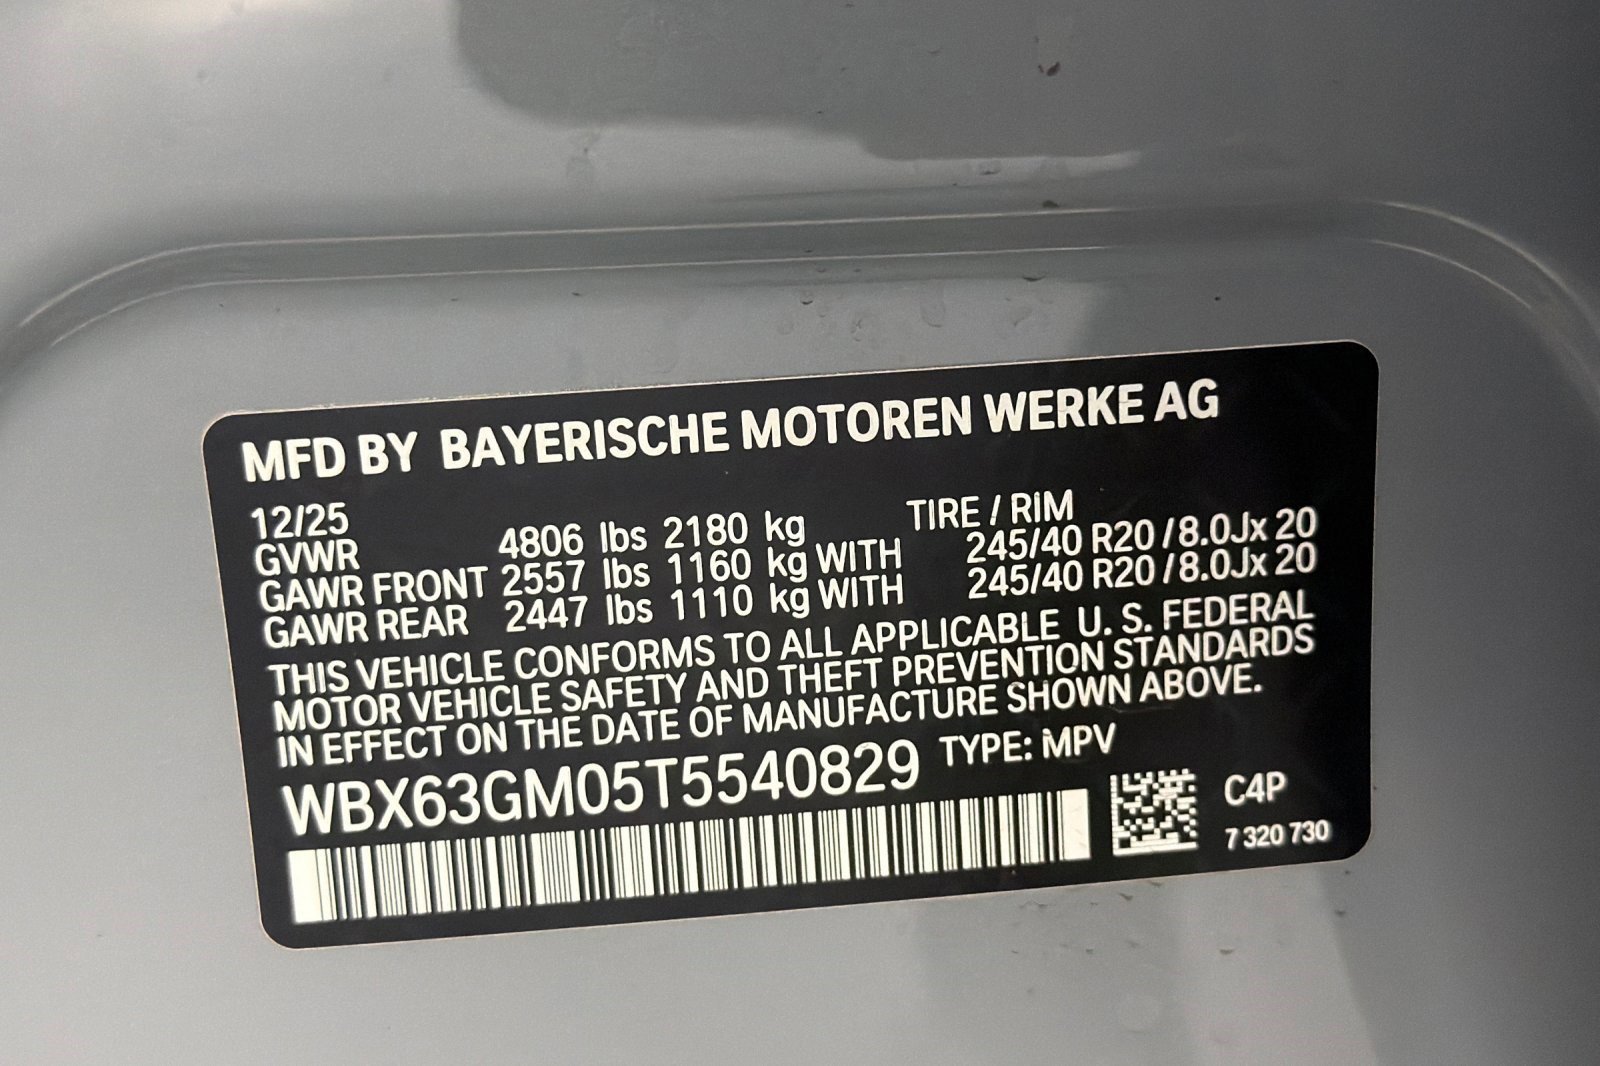 MFD BY BAYERISCHE MOTOREN WERKE AG
12/25 TIRE / RIM
GVWR 4806 lbs 2180 kg
GAWR FRONT 2557 lbs 1160 kg WITH 245/40 R20 / 8.0Jx 20
GAWR REAR 2447 lbs 1110 kg WITH 245/40 R20 / 8.0Jx 20
THIS VEHICLE CONFORMS TO ALL APPLICABLE U. S. FEDERAL
MOTOR VEHICLE SAFETY AND THEFT PREVENTION STANDARDS
IN EFFECT ON THE DATE OF MANUFACTURE SHOWN ABOVE.
WBX63GM05T5540829 TYPE: MPV
C4P
7 320 730